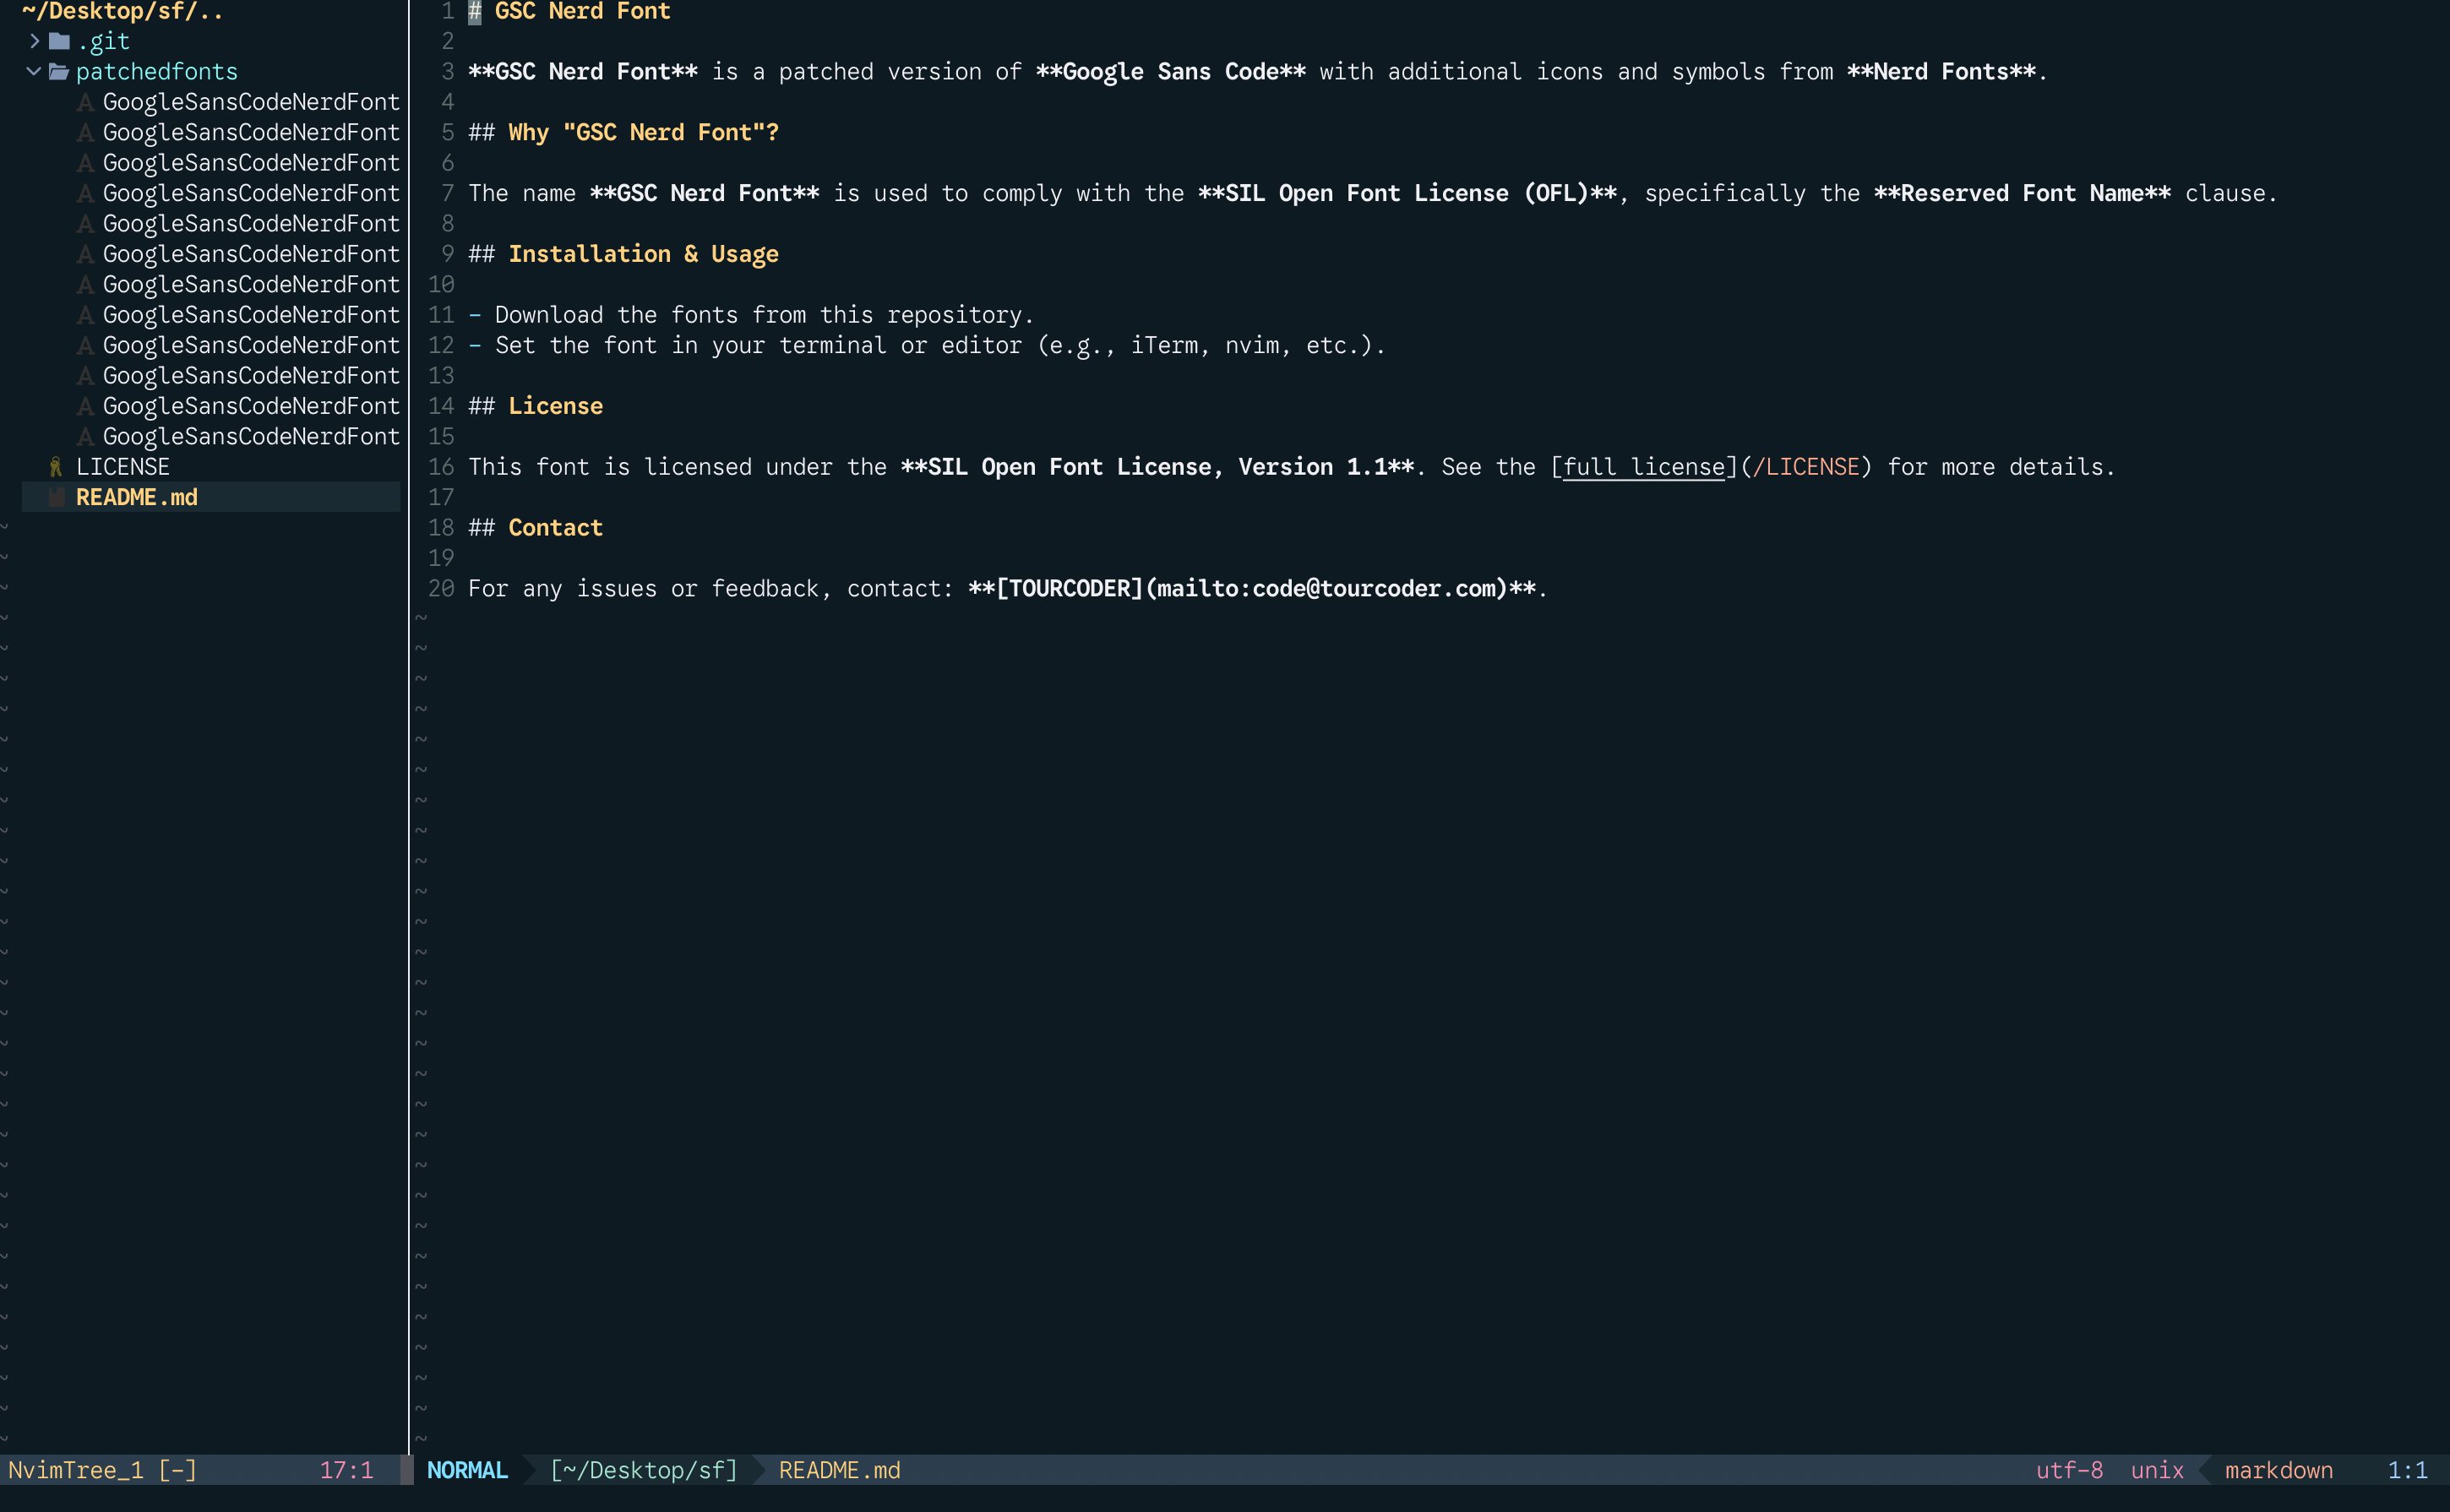 ~/Desktop/sf/..
.git
patchedfonts
GoogleSansCodeNerdFont
GoogleSansCodeNerdFont
GoogleSansCodeNerdFont
GoogleSansCodeNerdFont
GoogleSansCodeNerdFont
GoogleSansCodeNerdFont
GoogleSansCodeNerdFont
GoogleSansCodeNerdFont
GoogleSansCodeNerdFont
GoogleSansCodeNerdFont
GoogleSansCodeNerdFont
GoogleSansCodeNerdFont
LICENSE
README.md
NvimTree_1 [-] 17:1
1 # GSC Nerd Font
2
3 **GSC Nerd Font** is a patched version of **Google Sans Code** with additional icons and symbols from **Nerd Fonts**.
4
5 ## Why "GSC Nerd Font"?
6
7 The name **GSC Nerd Font** is used to comply with the **SIL Open Font License (OFL)**, specifically the **Reserved Font Name** clause.
8
9 ## Installation & Usage
10
11 - Download the fonts from this repository.
12 - Set the font in your terminal or editor (e.g., iTerm, nvim, etc.).
13
14 ## License
15
16 This font is licensed under the **SIL Open Font License, Version 1.1**. See the [full license](/LICENSE) for more details.
17
18 ## Contact
19
20 For any issues or feedback, contact: **[TOURCODER](mailto:code@tourcoder.com)**.
NORMAL [~/Desktop/sf] README.md utf-8 unix markdown 1:1